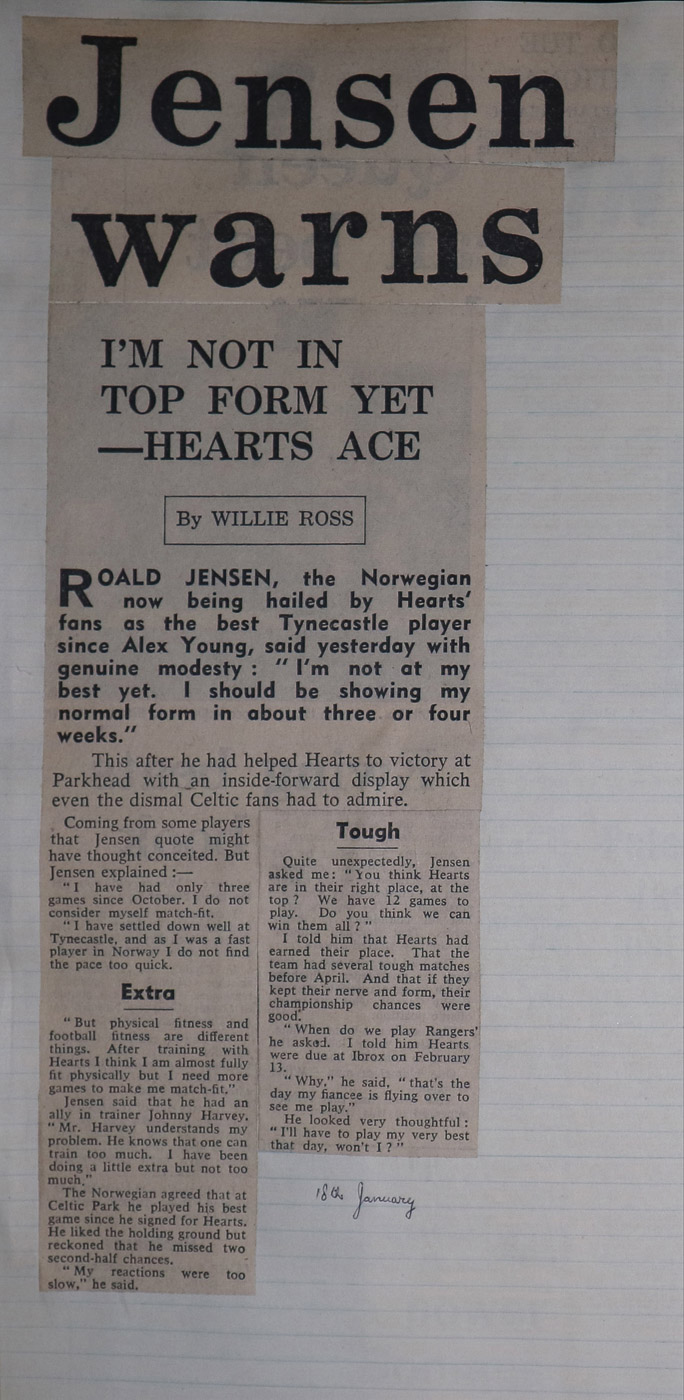 Jensen
warns
I'M NOT IN
TOP FORM YET
—HEARTS ACE
By WILLIE ROSS
ROALD JENSEN, the Norwegian
now being hailed by Hearts'
fans as the best Tynecastle player
since Alex Young, said yesterday with
genuine modesty : "I'm not at my
best yet. I should be showing my
normal form in about three or four
weeks."
This after he had helped Hearts to victory at
Parkhead with an inside-forward display which
even the dismal Celtic fans had to admire.
Coming from some players
that Jensen quote might
have thought conceited. But
Jensen explained :—
"I have had only three
games since October. I do not
consider myself match-fit.
"I have settled down well at
Tynecastle, and as I was a fast
player in Norway I do not find
the pace too quick.
Extra
"But physical fitness and
football fitness are different
things. After training with
Hearts I think I am almost fully
fit physically but I need more
games to make me match-fit."
Jensen said that he had an
ally in trainer Johnny Harvey.
"Mr. Harvey understands my
problem. He knows that one can
train too much. I have been
doing a little extra but not too
much."
The Norwegian agreed that at
Celtic Park he played his best
game since he signed for Hearts.
He liked the holding ground but
reckoned that he missed two
second-half chances.
"My reactions were too
slow," he said.
Tough
Quite unexpectedly, Jensen
asked me: "You think Hearts
are in their right place, at the
top ? We have 12 games to
play. Do you think we can
win them all ?"
I told him that Hearts had
earned their place. That the
team had several tough matches
before April. And that if they
kept their nerve and form, their
championship chances were
good.
"When do we play Rangers'
he asked. I told him Hearts
were due at Ibrox on February
13.
"Why," he said, "that's the
day my fiancee is flying over to
see me play."
He looked very thoughtful :
"I'll have to play my very best
that day, won't I ?"
18th January